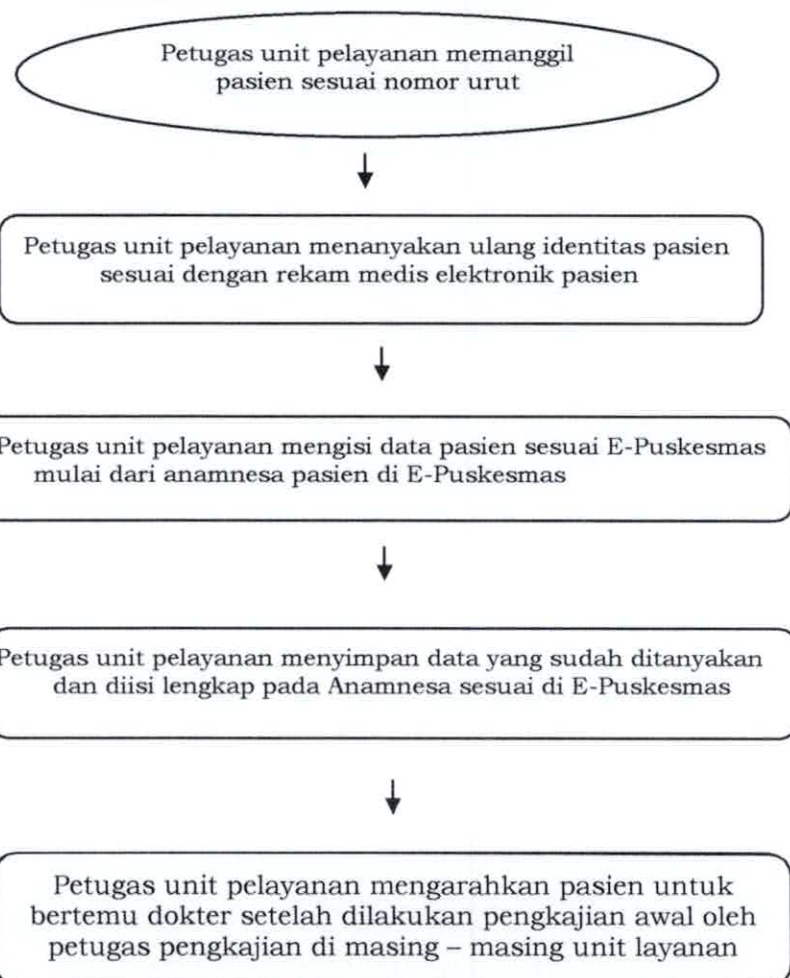 Petugas unit pelayanan memanggil
pasien sesuai nomor urut
Petugas unit pelayanan menanyakan ulang identitas pasien
sesuai dengan rekam medis elektronik pasien
Petugas unit pelayanan mengisi data pasien sesuai E-Puskesmas
mulai dari anamnesa pasien di E-Puskesmas
Petugas unit pelayanan menyimpan data yang sudah ditanyakan
dan diisi lengkap pada Anamnesa sesuai di E-Puskesmas
Petugas unit pelayanan mengarahkan pasien untuk
bertemu dokter setelah dilakukan pengkajian awal oleh
petugas pengkajian di masing – masing unit layanan